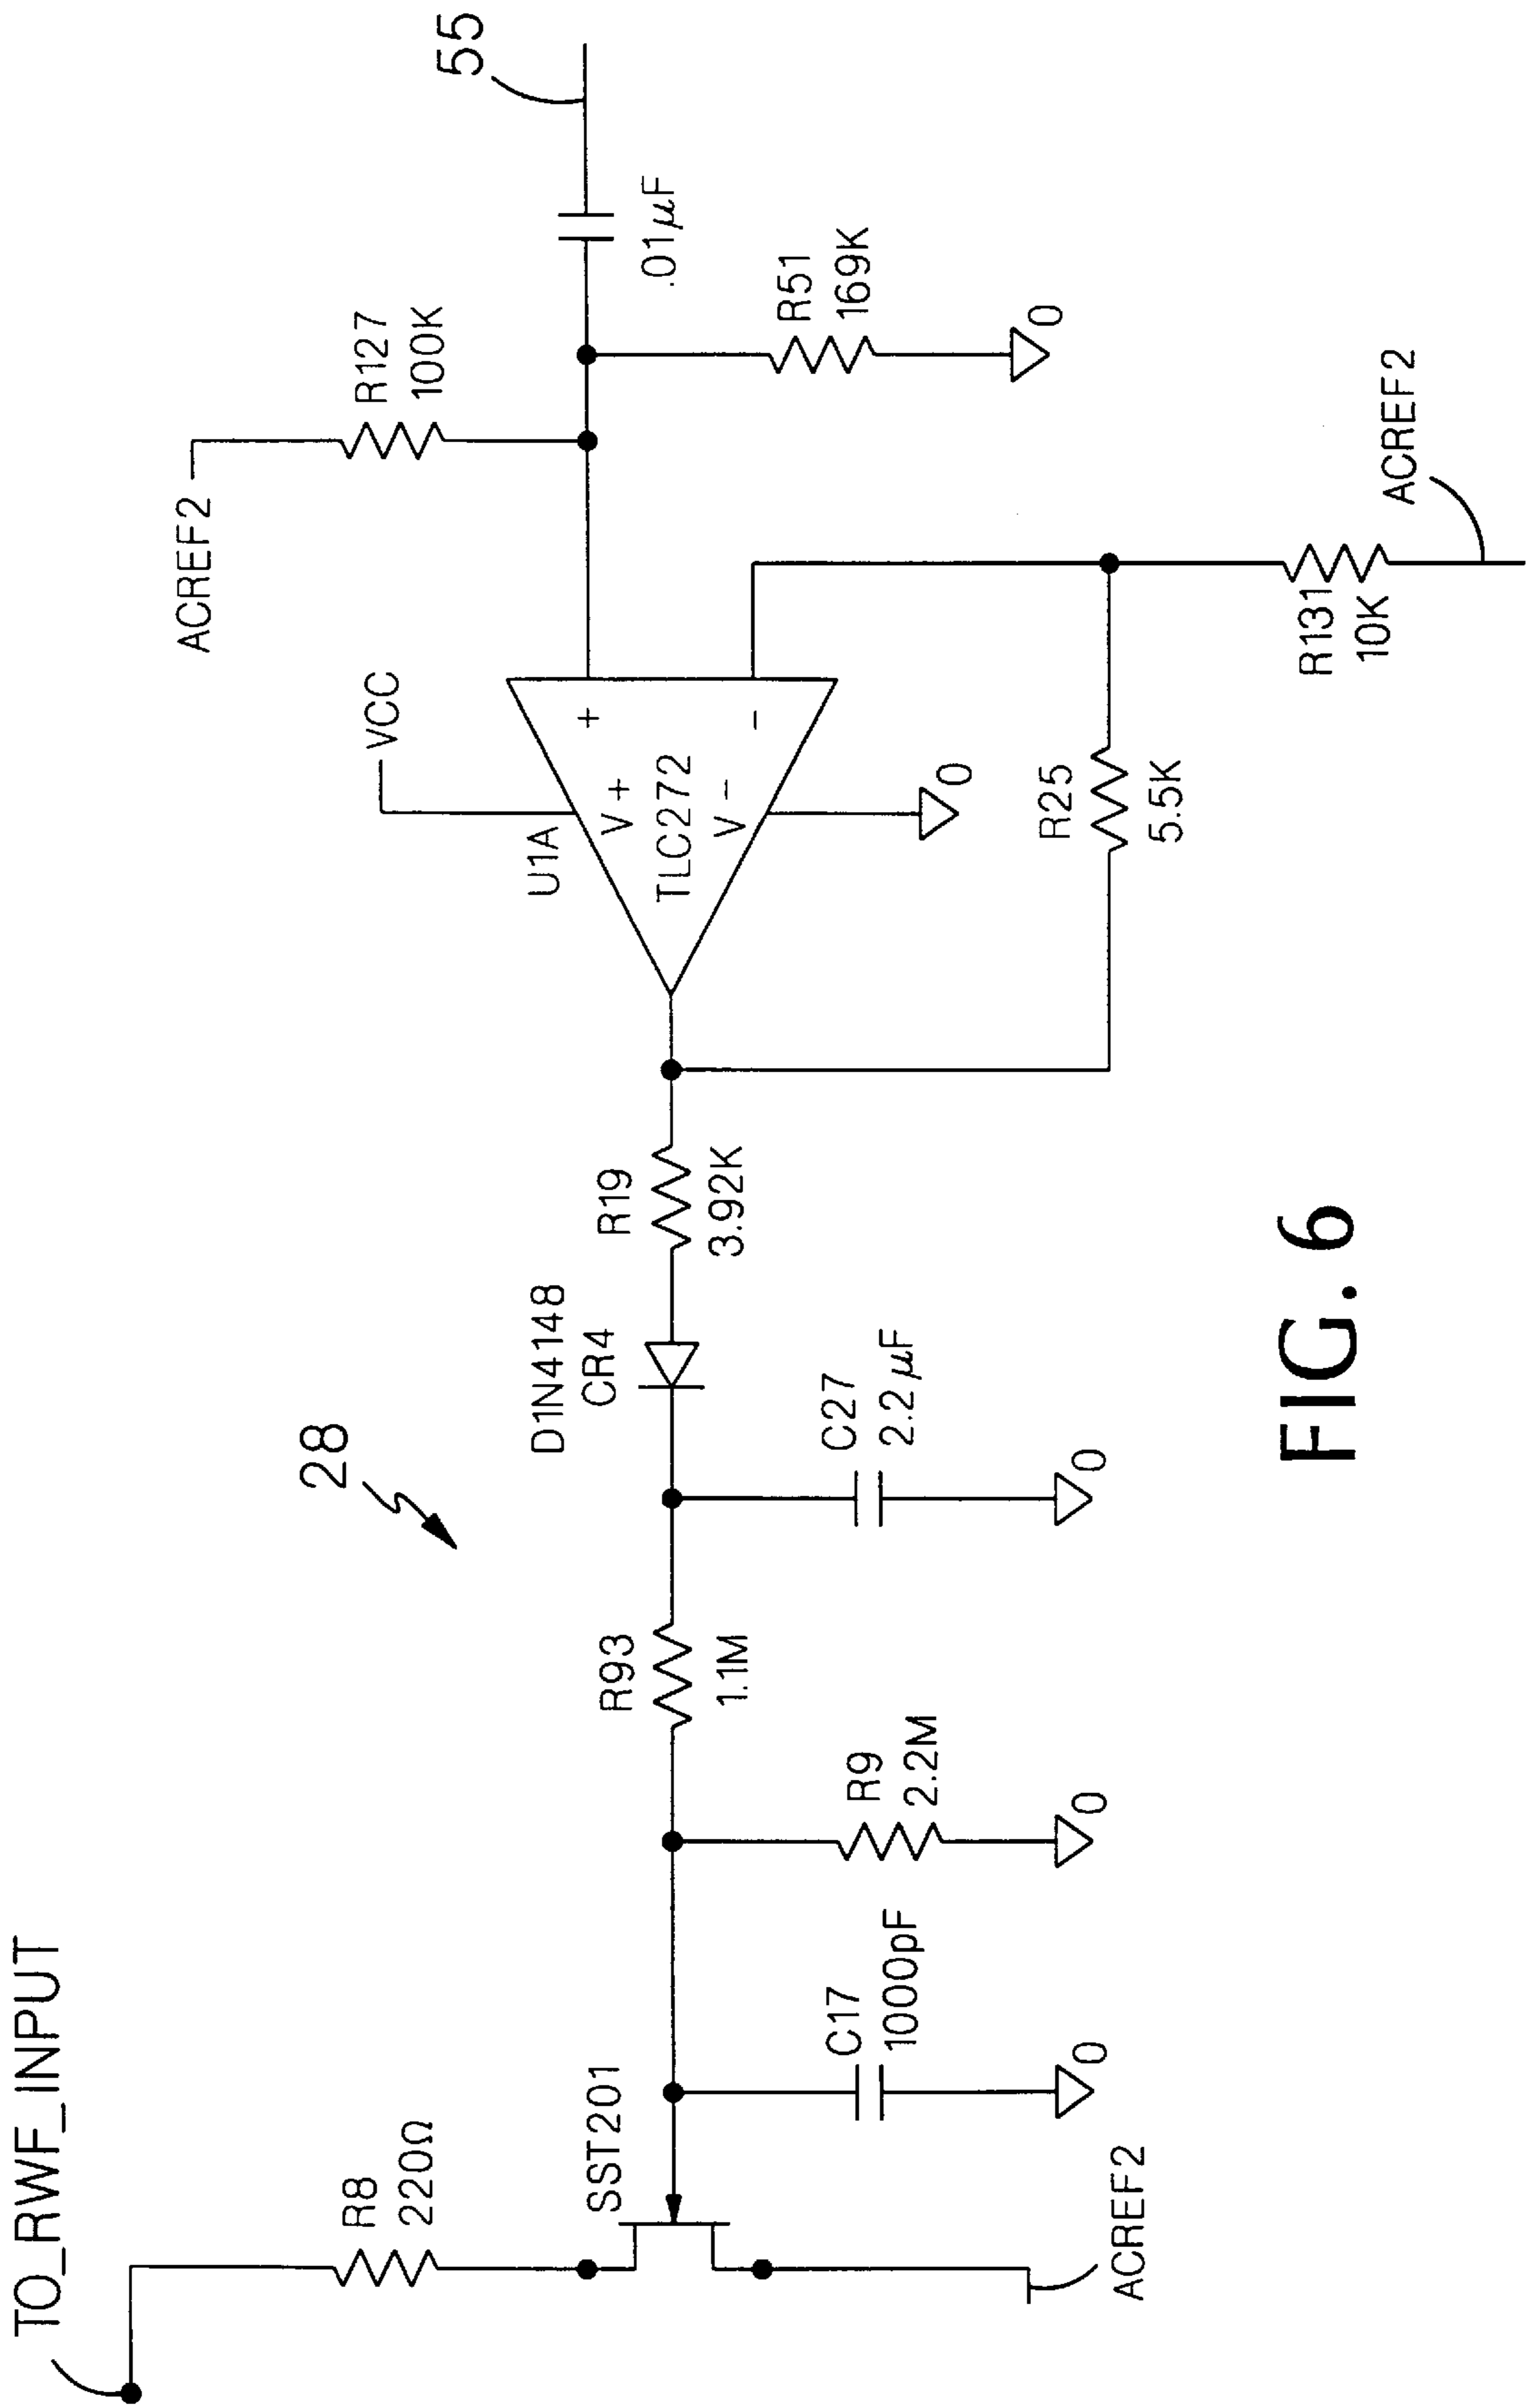 TO_RWF_INPUT
R8
220Ω
SST201
ACREF2
C17
1000pF
0
R9
2.2M
0
R93
1.1M
28
C27
2.2 µF
0
D1N4148
CR4
R19
3.92K
U1A
VCC
V +
TLC272
V -
+
-
0
R25
5.5K
ACREF2
R127
100K
.01µF
55
R51
169K
0
R131
10K
ACREF2
FIG. 6